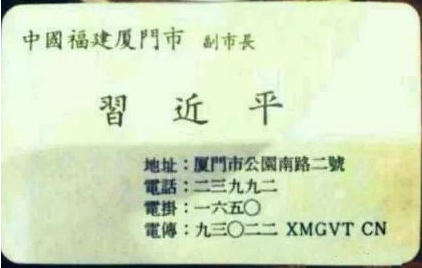 中國福建厦門市 副市長
習近平
地址：厦門市公園南路二號
電話：二三九九二
電掛：一六五〇
電傳：九三〇二二 XMGVT CN